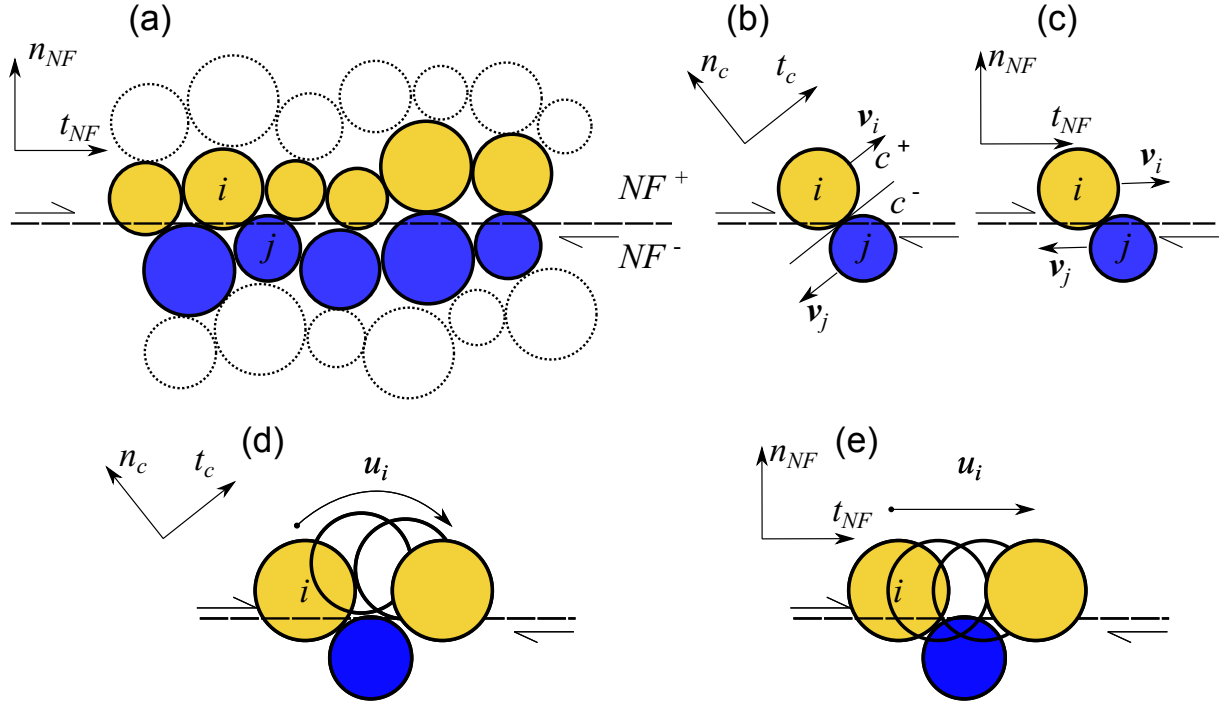 (a)
n_NF
t_NF
i
j
NF +
NF -
(b)
n_c
t_c
v_i
c +
c -
i
j
v_j
(c)
n_NF
t_NF
v_i
i
j
v_j
(d)
n_c
t_c
u_i
i
(e)
n_NF
t_NF
u_i
i